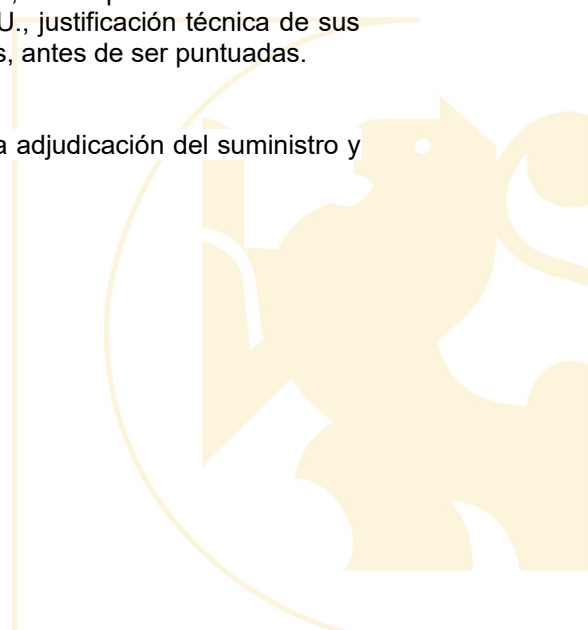 U., justificación técnica de sus
s, antes de ser puntuadas.
a adjudicación del suministro y